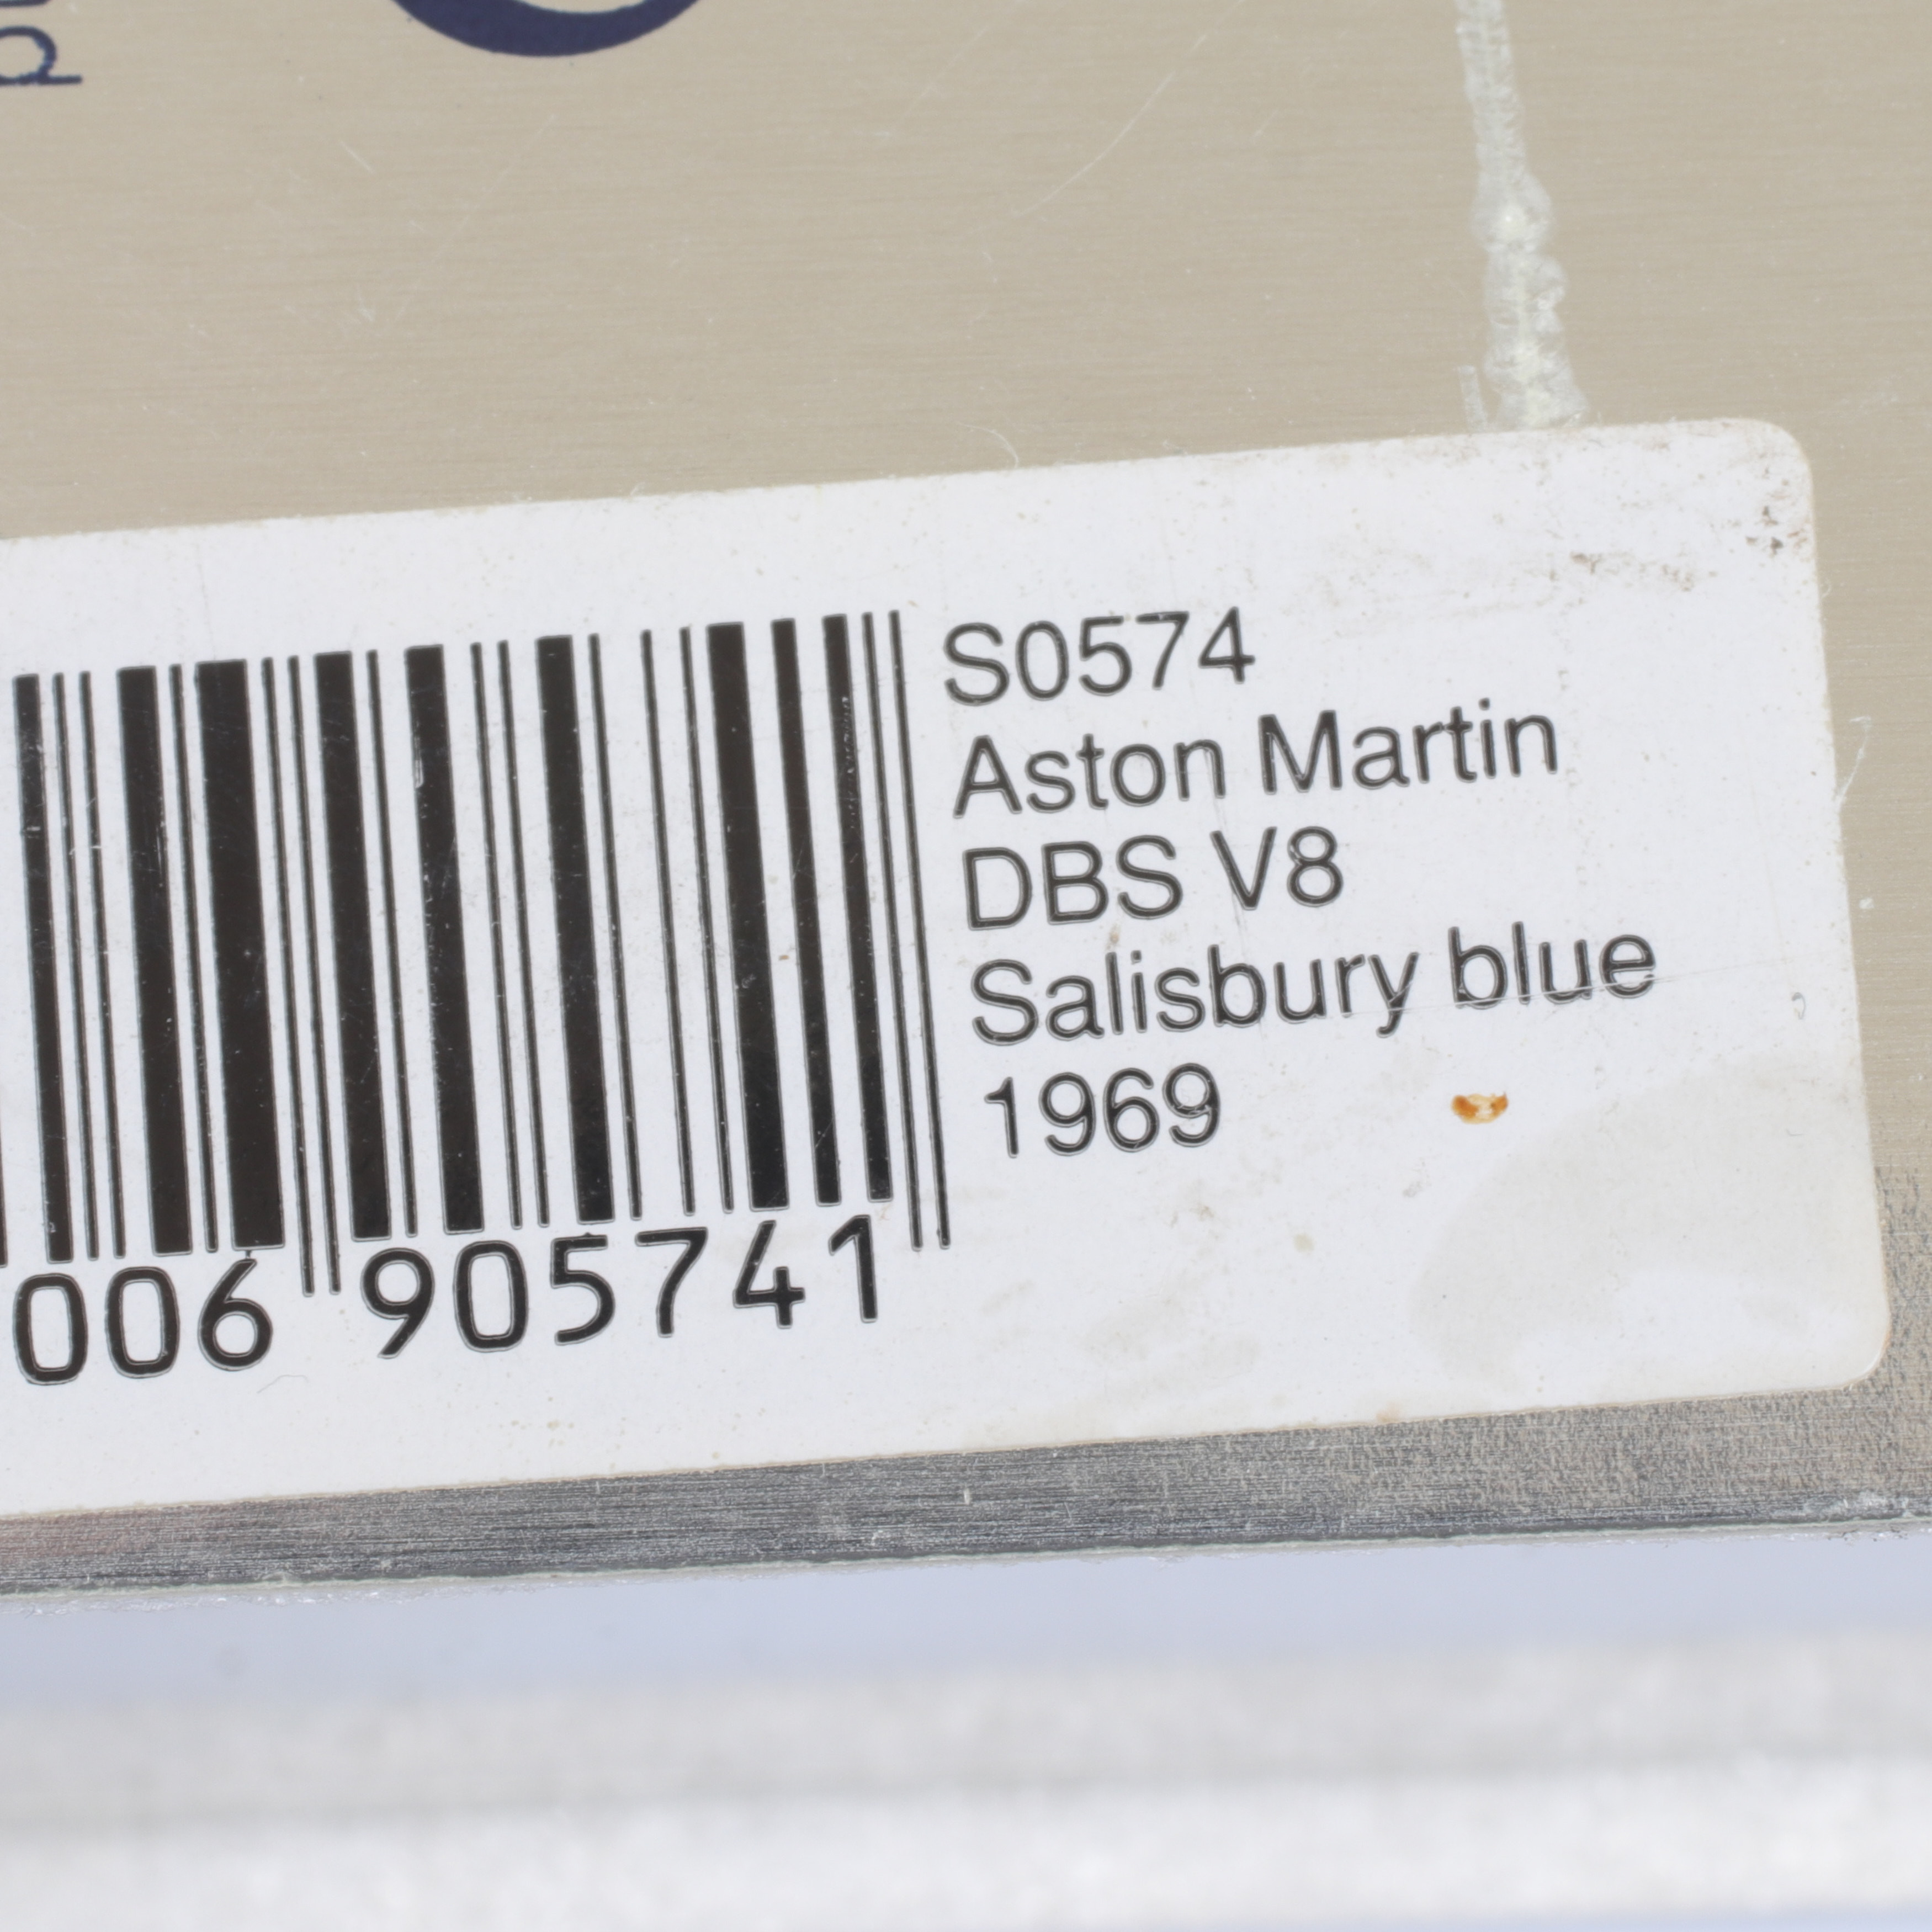 S0574
Aston Martin
DBS V8
Salisbury blue
1969
006 905741